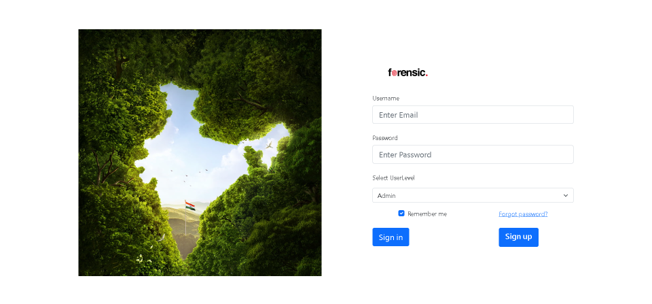 forensic.
Username
Enter Email
Password
Enter Password
Select UserLevel
Admin
Remember me
Forgot password?
Sign in
Sign up